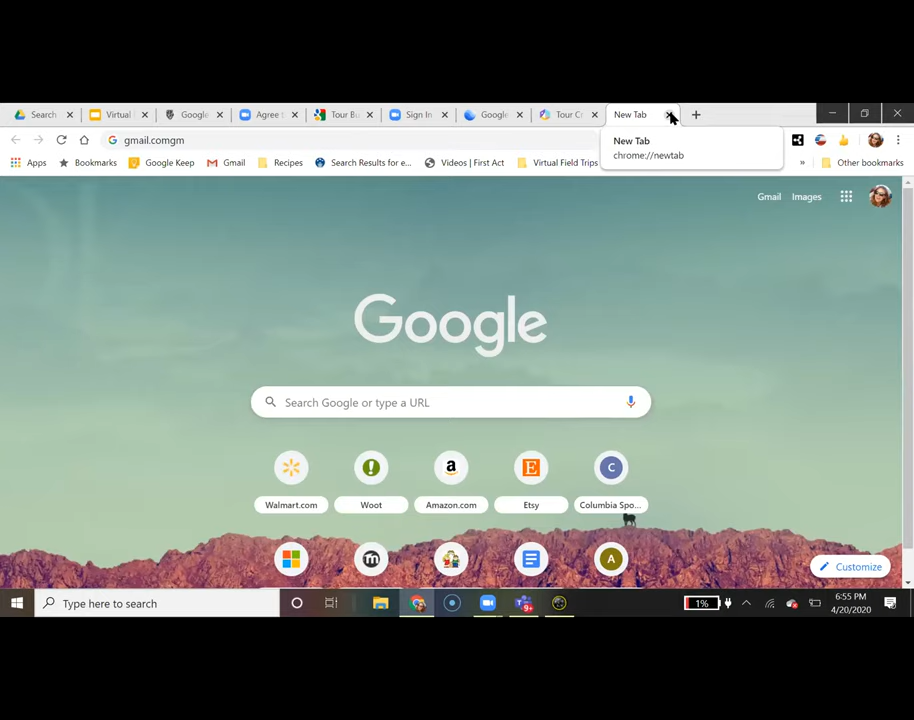 Search
Virtual
Google
Agree t
Tour Bu
Sign In
Google
Tour Cr
New Tab
gmail.comgm
New Tab
chrome://newtab
Apps
Bookmarks
Google Keep
Gmail
Recipes
Search Results for e...
Videos | First Act
Virtual Field Trips
»
Other bookmarks
Gmail
Images
Google
Search Google or type a URL
a
E
C
Walmart.com
Woot
Amazon.com
Etsy
Columbia Spo...
m
A
Customize
Type here to search
9+
1%
6:55 PM
4/20/2020